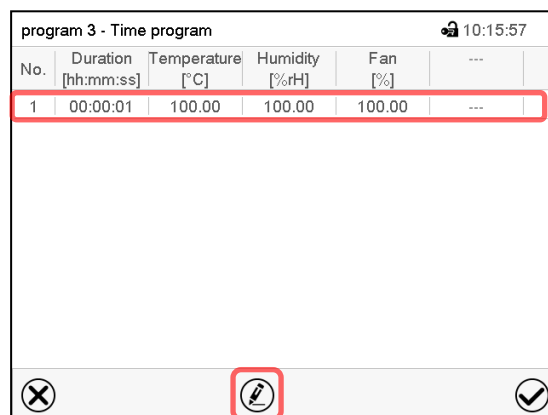 program 3 - Time program 10:15:57
No. Duration [hh:mm:ss] Temperature [°C] Humidity [%rH] Fan [%] ---
1 00:00:01 100.00 100.00 100.00 ---